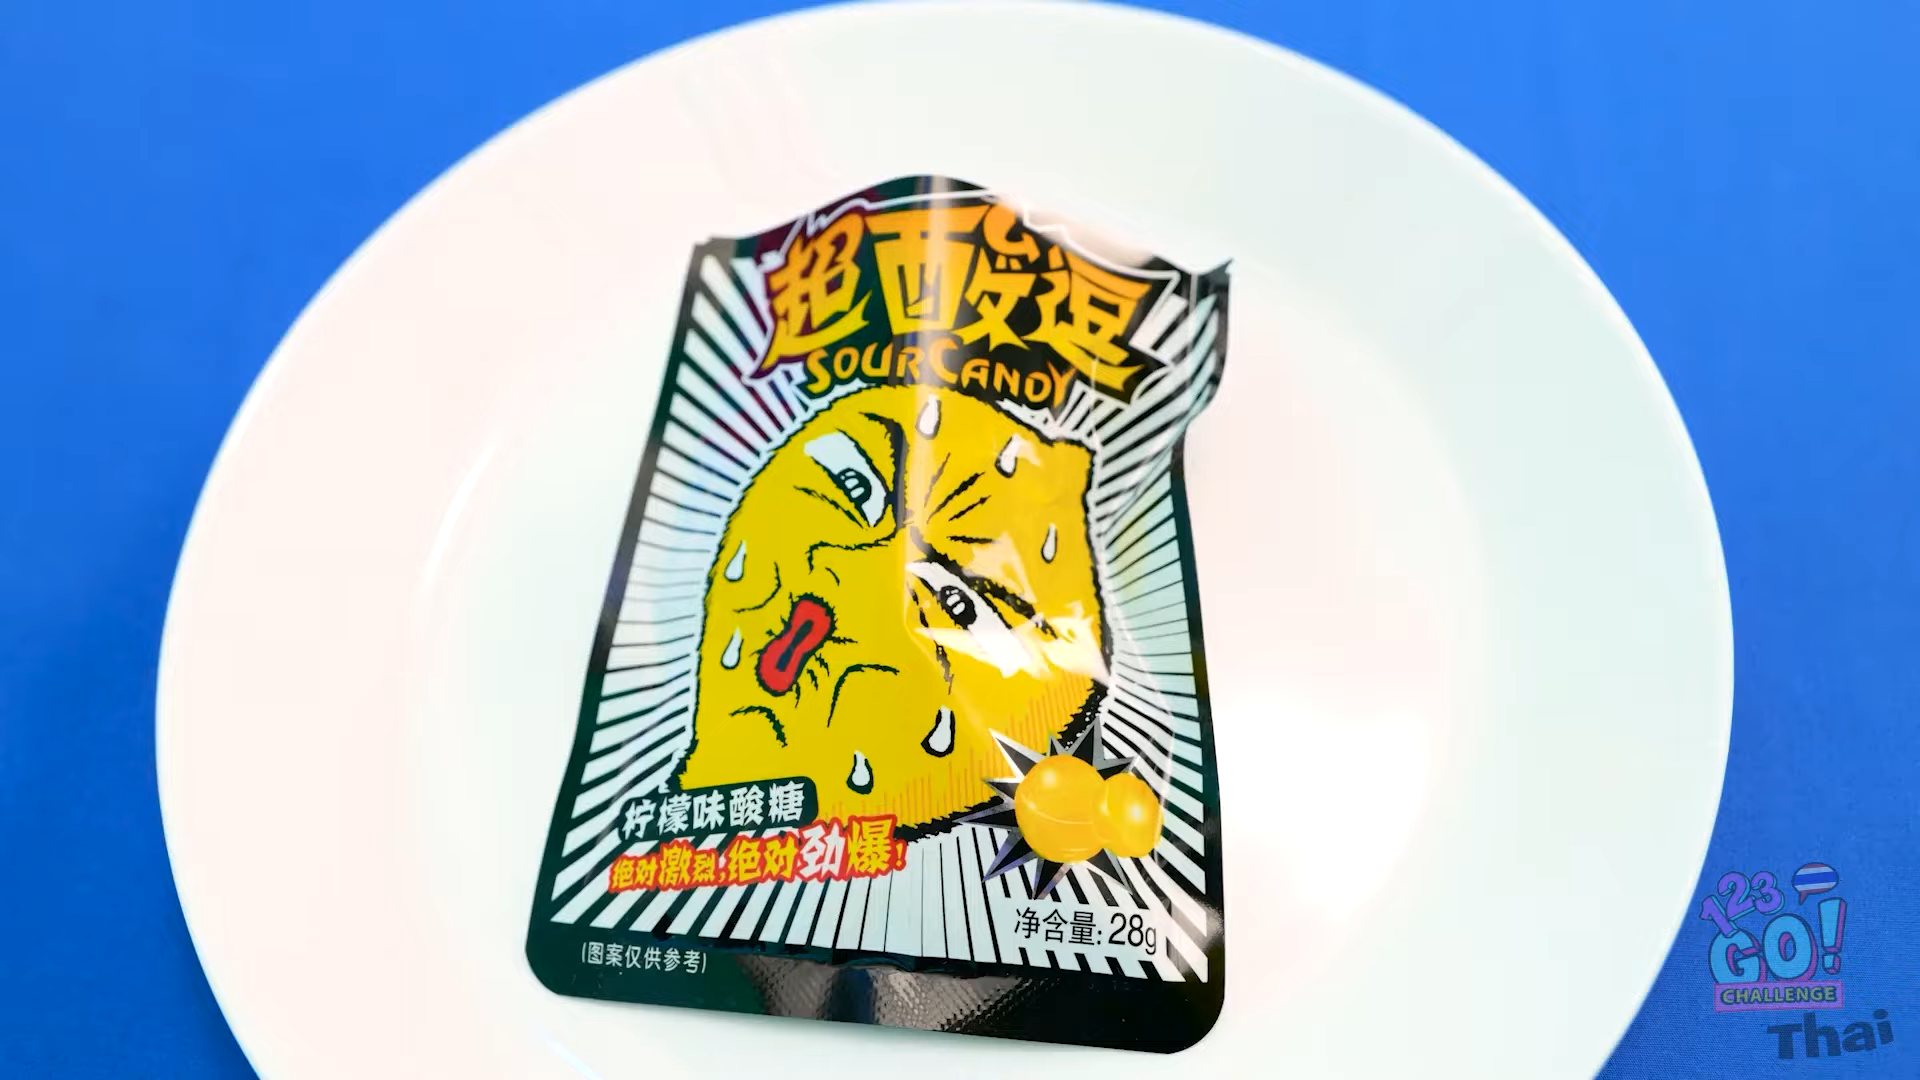 超酸逗
SOUR CANDY
柠檬味酸糖
绝对激烈,绝对劲爆!
净含量:28g
(图案仅供参考)
123
GO!
CHALLENGE
Thai